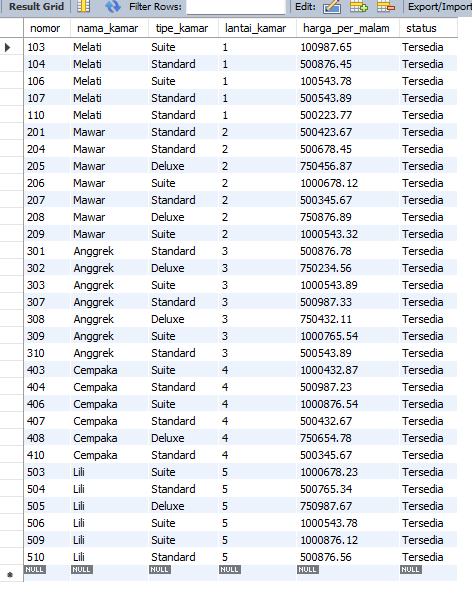 Result Grid Filter Rows: Edit: Export/Import
nomor nama_kamar tipe_kamar lantai_kamar harga_per_malam status
103 Melati Suite 1 100987.65 Tersedia
104 Melati Standard 1 500876.45 Tersedia
106 Melati Suite 1 100543.78 Tersedia
107 Melati Standard 1 500543.89 Tersedia
110 Melati Standard 1 500223.77 Tersedia
201 Mawar Standard 2 500423.67 Tersedia
204 Mawar Standard 2 500678.45 Tersedia
205 Mawar Deluxe 2 750456.87 Tersedia
206 Mawar Suite 2 1000678.12 Tersedia
207 Mawar Standard 2 500345.67 Tersedia
208 Mawar Deluxe 2 750876.89 Tersedia
209 Mawar Suite 2 1000543.32 Tersedia
301 Anggrek Standard 3 500876.78 Tersedia
302 Anggrek Deluxe 3 750234.56 Tersedia
303 Anggrek Suite 3 1000543.89 Tersedia
307 Anggrek Standard 3 500987.33 Tersedia
308 Anggrek Deluxe 3 750432.11 Tersedia
309 Anggrek Suite 3 1000765.54 Tersedia
310 Anggrek Standard 3 500543.89 Tersedia
403 Cempaka Suite 4 1000432.87 Tersedia
404 Cempaka Standard 4 500987.23 Tersedia
406 Cempaka Suite 4 1000876.54 Tersedia
407 Cempaka Standard 4 500432.67 Tersedia
408 Cempaka Deluxe 4 750654.78 Tersedia
410 Cempaka Standard 4 500345.67 Tersedia
503 Lili Suite 5 1000678.23 Tersedia
504 Lili Standard 5 500765.34 Tersedia
505 Lili Deluxe 5 750987.67 Tersedia
506 Lili Suite 5 1000543.78 Tersedia
509 Lili Suite 5 1000876.12 Tersedia
510 Lili Standard 5 500876.56 Tersedia
NULL NULL NULL NULL NULL NULL